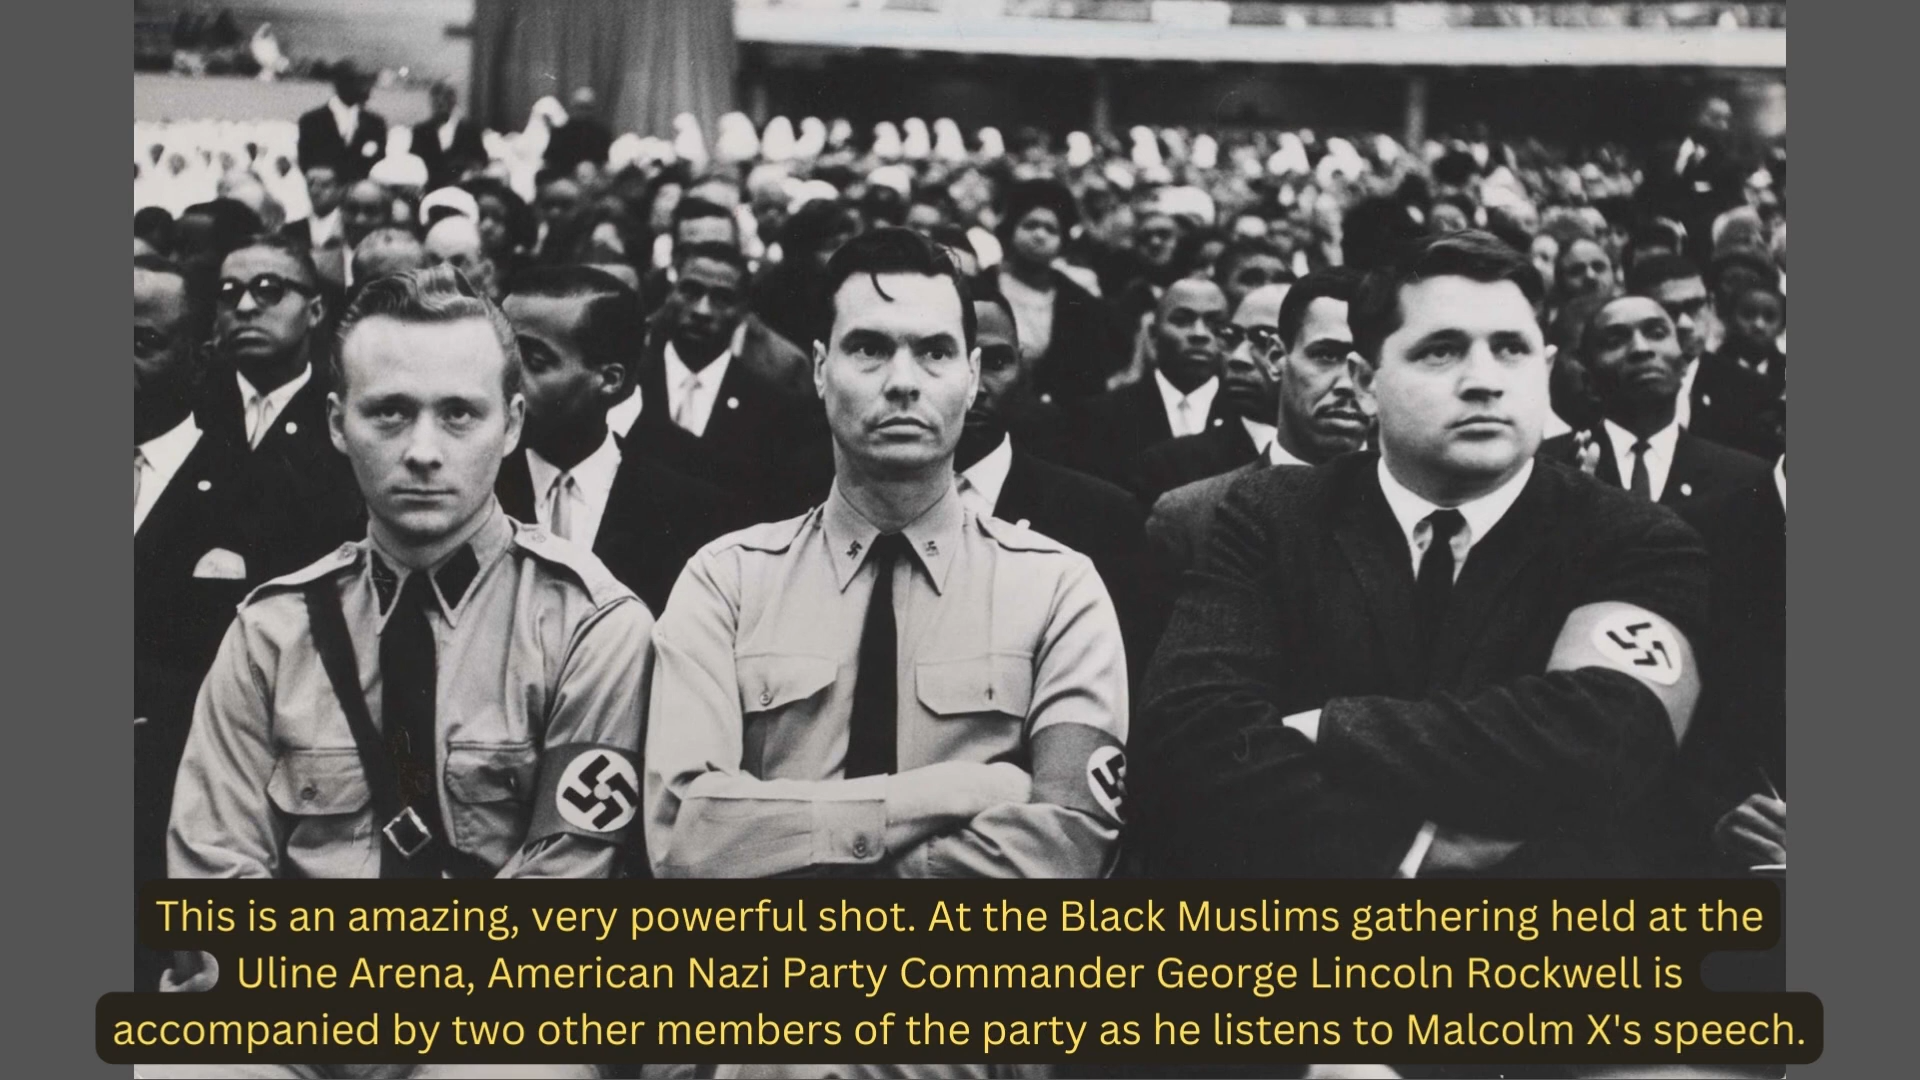 This is an amazing, very powerful shot. At the Black Muslims gathering held at the
Uline Arena, American Nazi Party Commander George Lincoln Rockwell is
accompanied by two other members of the party as he listens to Malcolm X's speech.